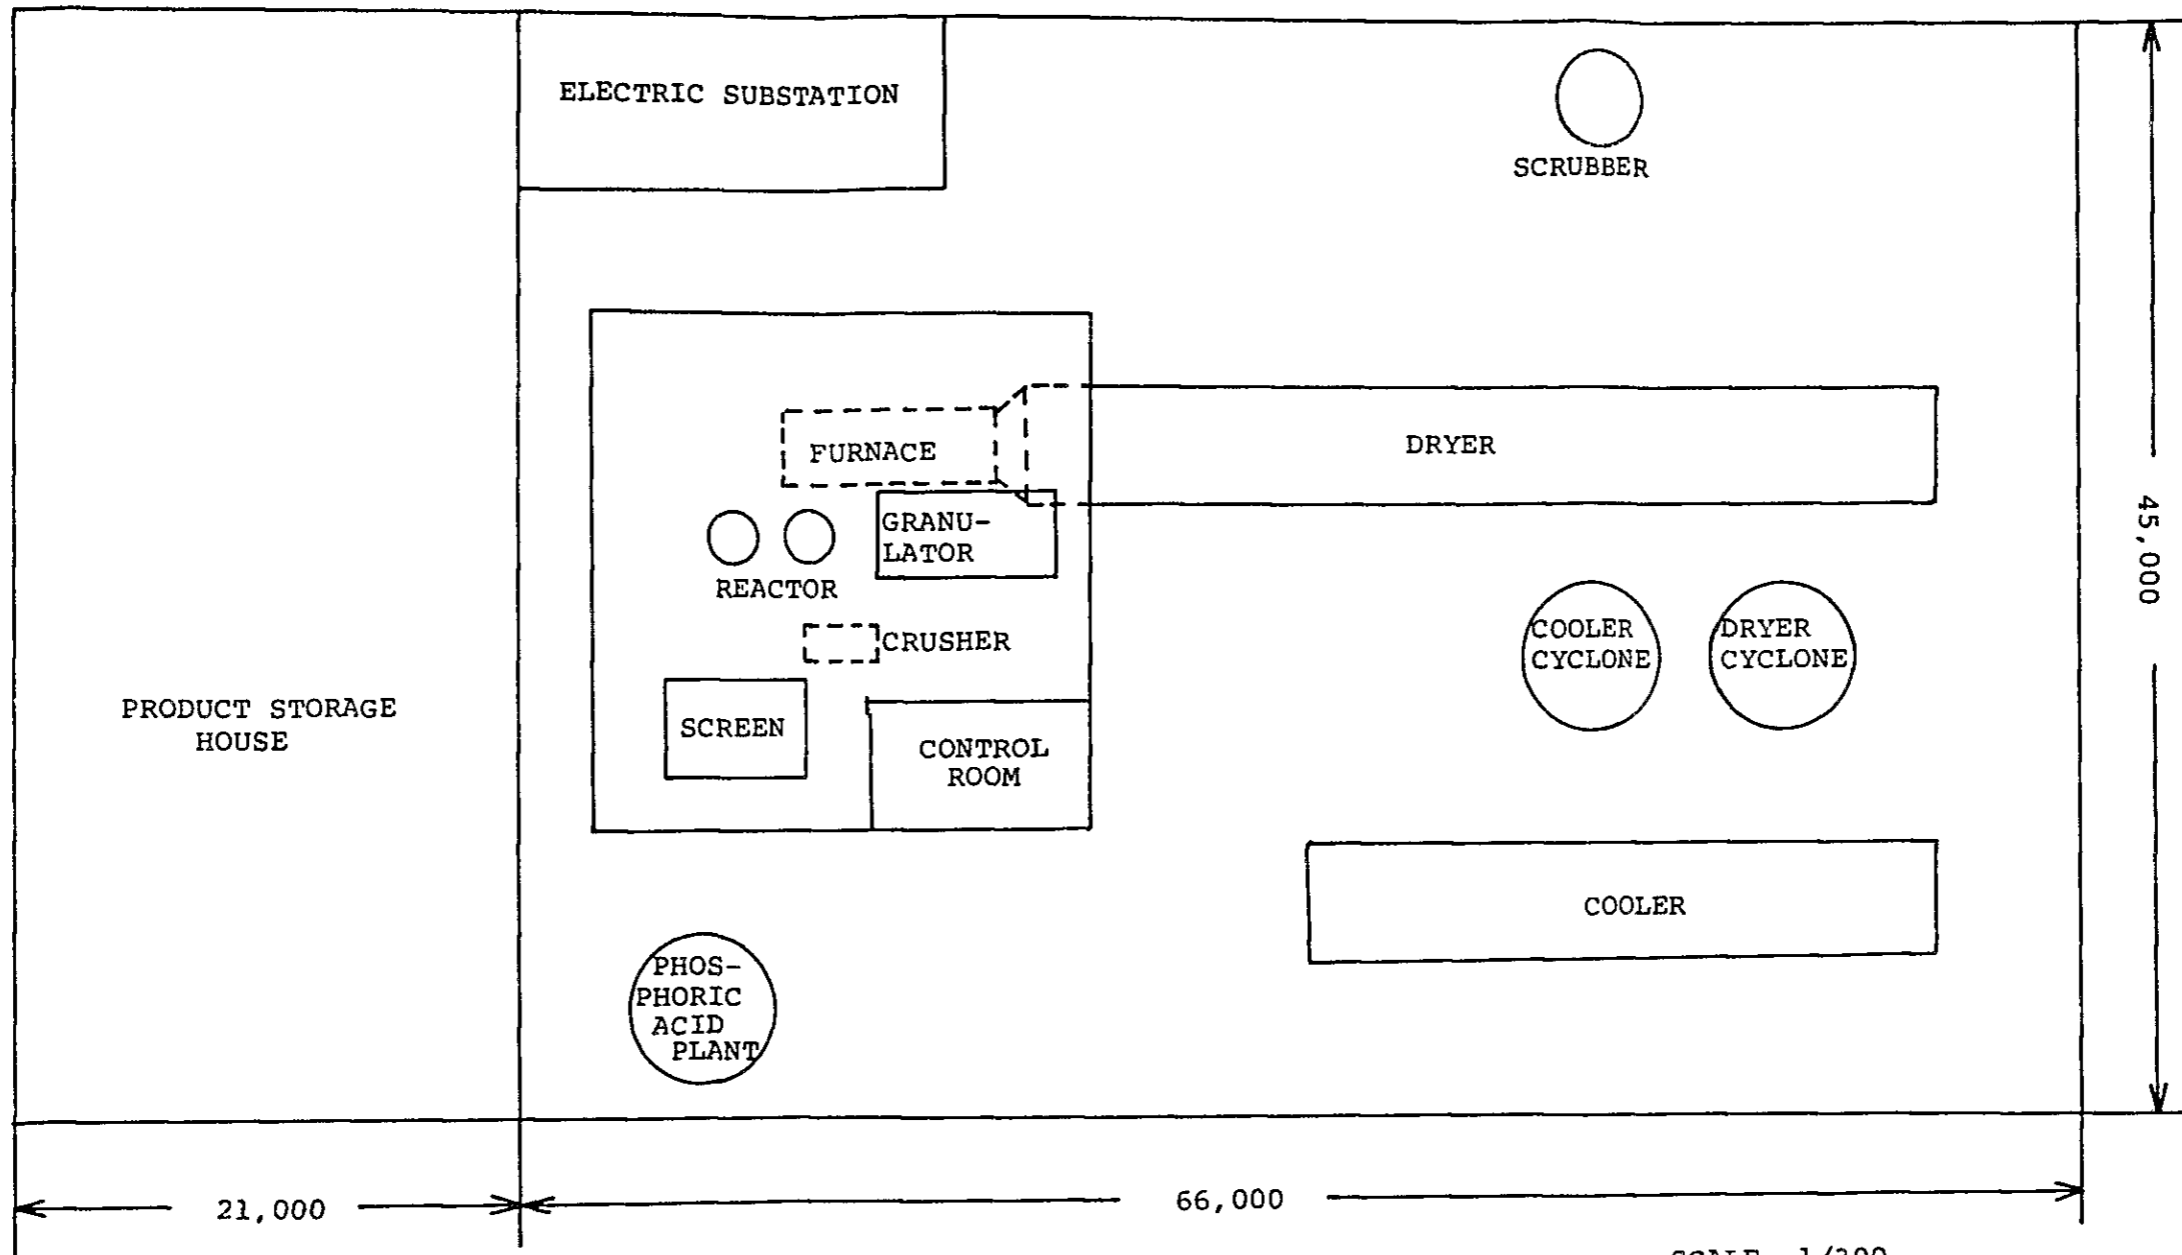 ELECTRIC SUBSTATION
SCRUBBER
FURNACE
DRYER
GRANU-
LATOR
REACTOR
CRUSHER
COOLER
CYCLONE
DRYER
CYCLONE
45,000
PRODUCT STORAGE
HOUSE
SCREEN
CONTROL
ROOM
COOLER
PHOS-
PHORIC
ACID
PLANT
21,000
66,000